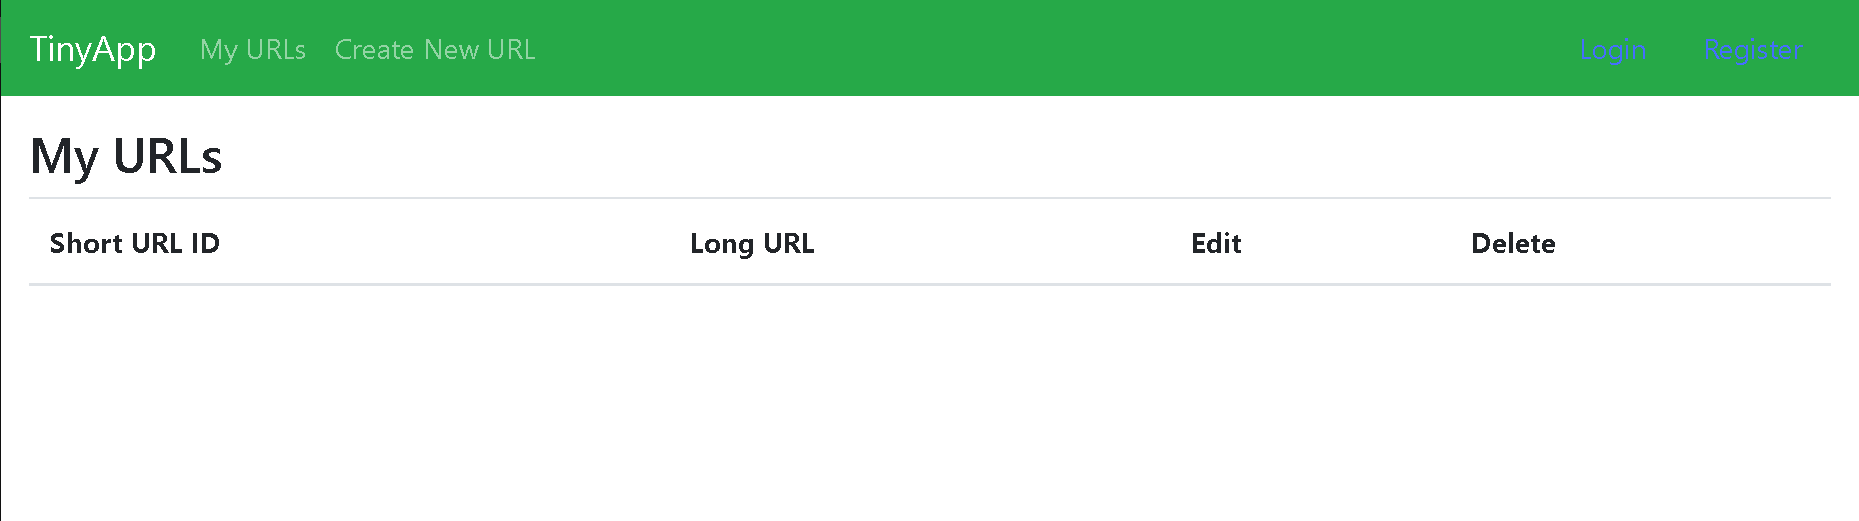 TinyApp My URLs Create New URL Login Register
My URLs
Short URL ID Long URL Edit Delete